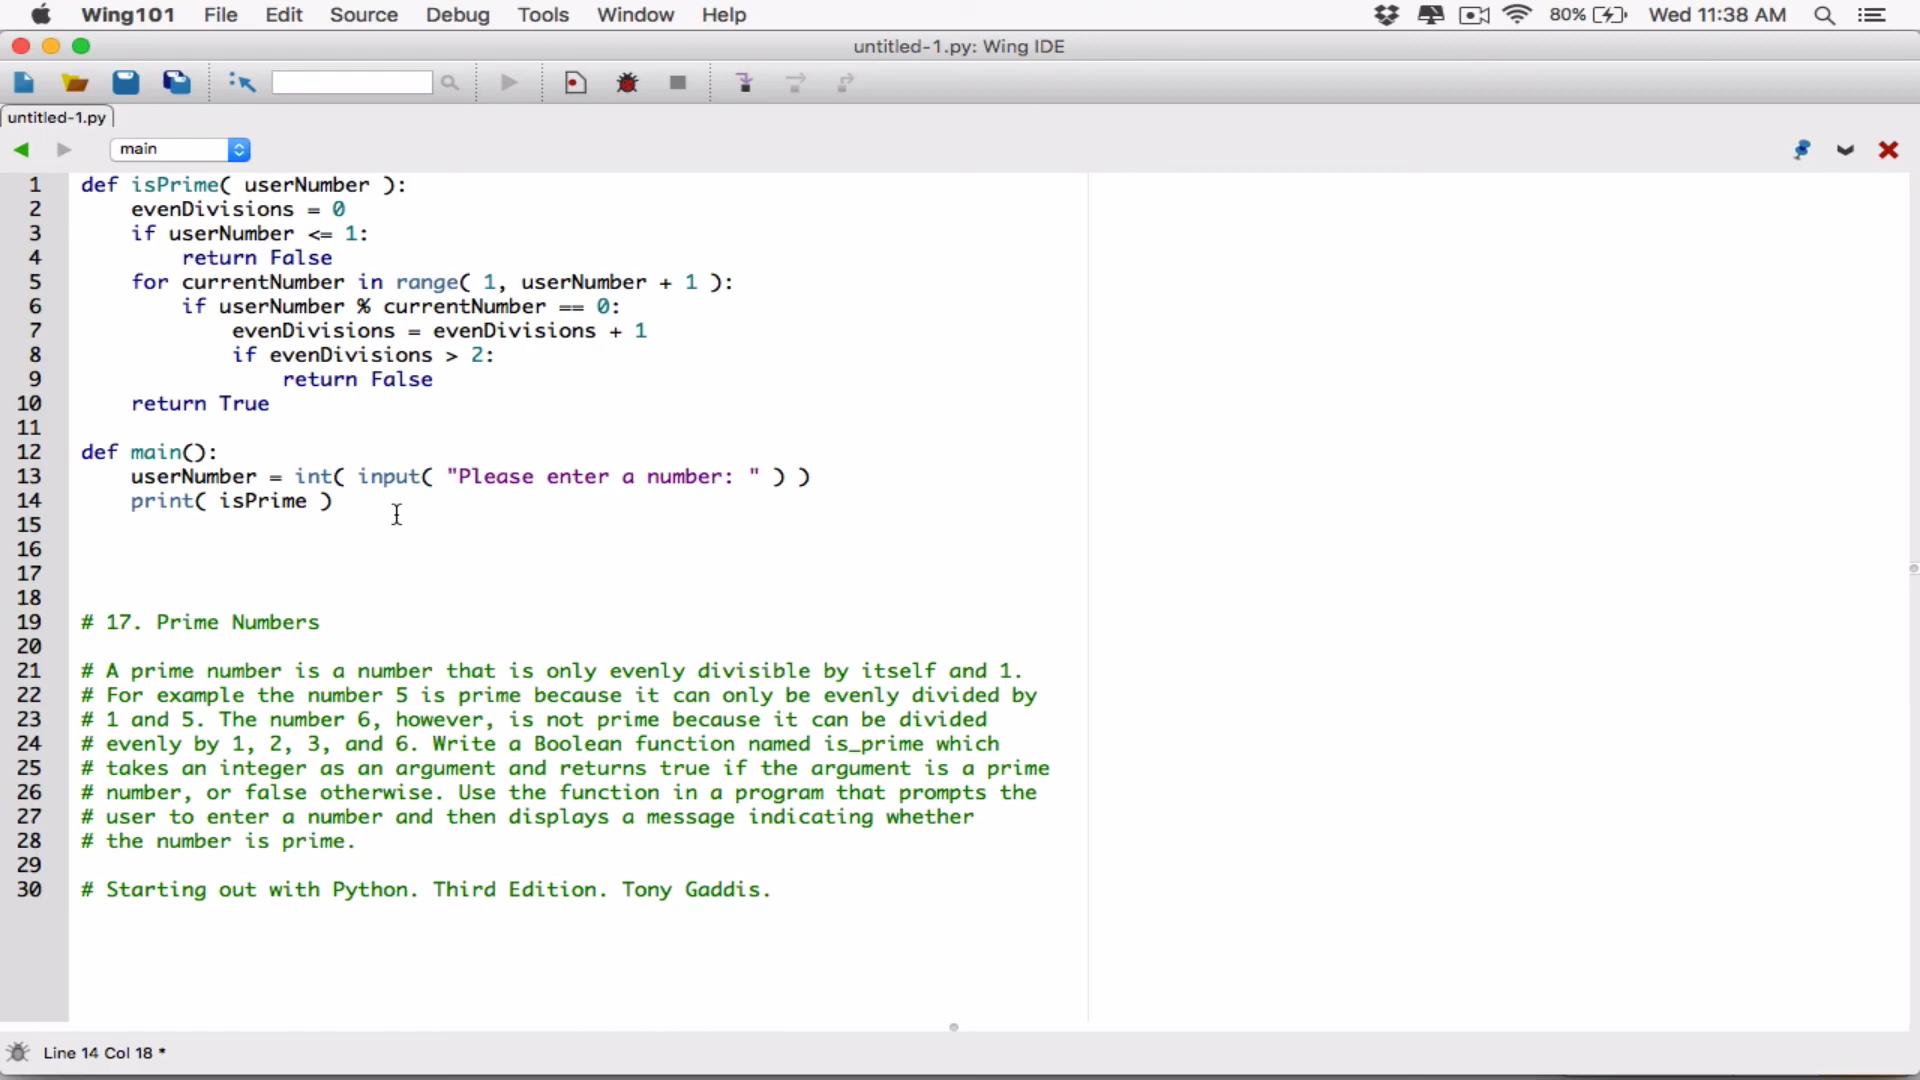 Wing101 File Edit Source Debug Tools Window Help 80% Wed 11:38 AM
untitled-1.py: Wing IDE
untitled-1.py
main
1 def isPrime( userNumber ):
2 evenDivisions = 0
3 if userNumber <= 1:
4 return False
5 for currentNumber in range( 1, userNumber + 1 ):
6 if userNumber % currentNumber == 0:
7 evenDivisions = evenDivisions + 1
8 if evenDivisions > 2:
9 return False
10 return True
11
12 def main():
13 userNumber = int( input( "Please enter a number: " ) )
14 print( isPrime )
15
16
17
18
19 # 17. Prime Numbers
20
21 # A prime number is a number that is only evenly divisible by itself and 1.
22 # For example the number 5 is prime because it can only be evenly divided by
23 # 1 and 5. The number 6, however, is not prime because it can be divided
24 # evenly by 1, 2, 3, and 6. Write a Boolean function named is_prime which
25 # takes an integer as an argument and returns true if the argument is a prime
26 # number, or false otherwise. Use the function in a program that prompts the
27 # user to enter a number and then displays a message indicating whether
28 # the number is prime.
29
30 # Starting out with Python. Third Edition. Tony Gaddis.
Line 14 Col 18 *